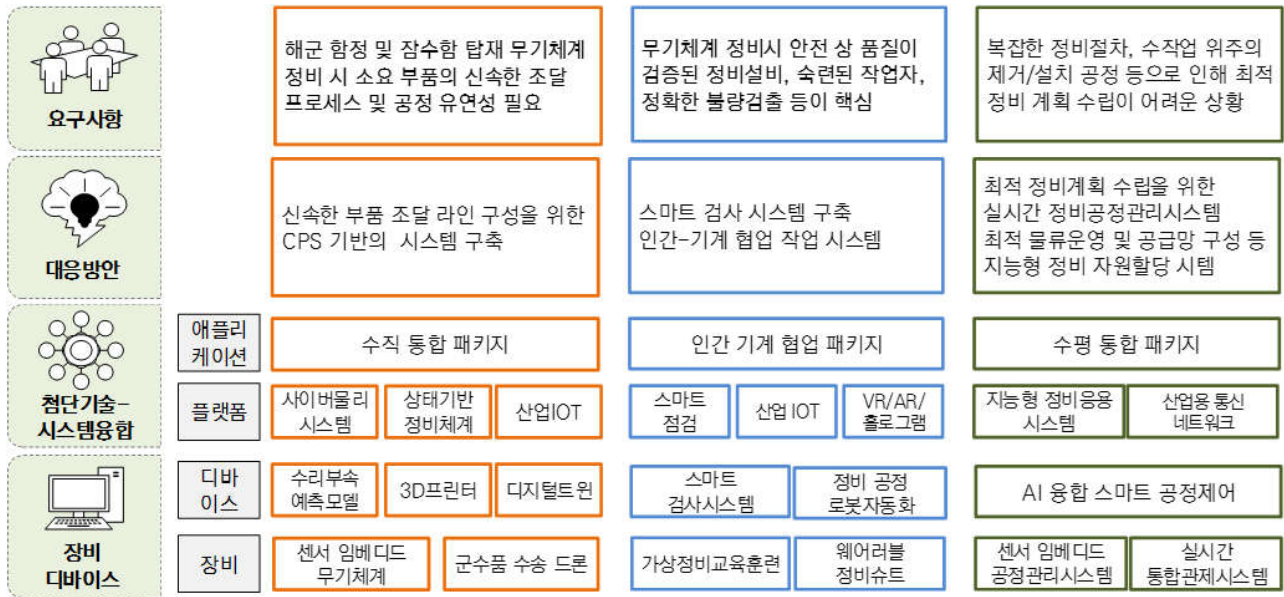 요구사항
해군 함정 및 잠수함 탑재 무기체계
정비 시 소요 부품의 신속한 조달
프로세스 및 공정 유연성 필요
무기체계 정비시 안전 상 품질이
검증된 정비설비, 숙련된 작업자,
정확한 불량검출 등이 핵심
복잡한 정비절차, 수작업 위주의
제거/설치 공정 등으로 인해 최적
정비 계획 수립이 어려운 상황
대응방안
신속한 부품 조달 라인 구성을 위한
CPS 기반의 시스템 구축
스마트 검사 시스템 구축
인간-기계 협업 작업 시스템
최적 정비계획 수립을 위한
실시간 정비공정관리시스템
최적 물류운영 및 공급망 구성 등
지능형 정비 자원할당 시템
첨단기술-
시스템융합
애플리
케이션
수직 통합 패키지
인간 기계 협업 패키지
수평 통합 패키지
플랫폼
사이버물리
시스템
상태기반
정비체계
산업IOT
스마트
점검
산업 IOT
VR/AR/
홀로그램
지능형 정비응용
시스템
산업용 통신
네트워크
장비
디바이스
디바
이스
수리부속
예측모델
3D프린터
디지털트윈
스마트
검사시스템
정비 공정
로봇자동화
AI 융합 스마트 공정제어
장비
센서 임베디드
무기체계
군수품 수송 드론
가상정비교육훈련
웨어러블
정비슈트
센서 임베디드
공정관리시스템
실시간
통합관제시스템